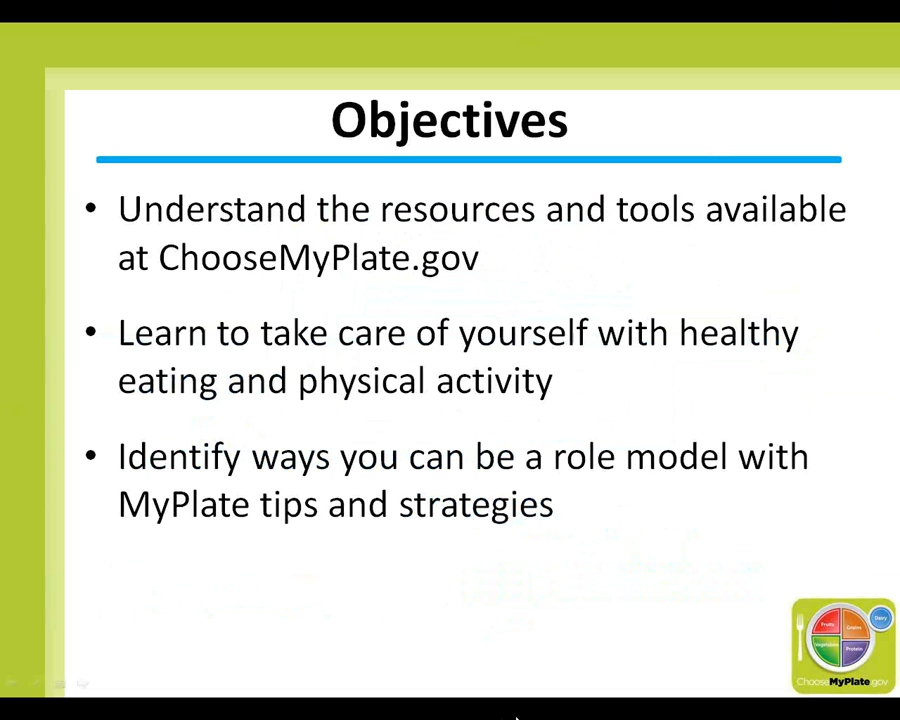 Objectives
• Understand the resources and tools available
at ChooseMyPlate.gov
• Learn to take care of yourself with healthy
eating and physical activity
• Identify ways you can be a role model with
MyPlate tips and strategies
Fruits
Grains
Dairy
Vegetables
Protein
ChooseMyPlate.gov